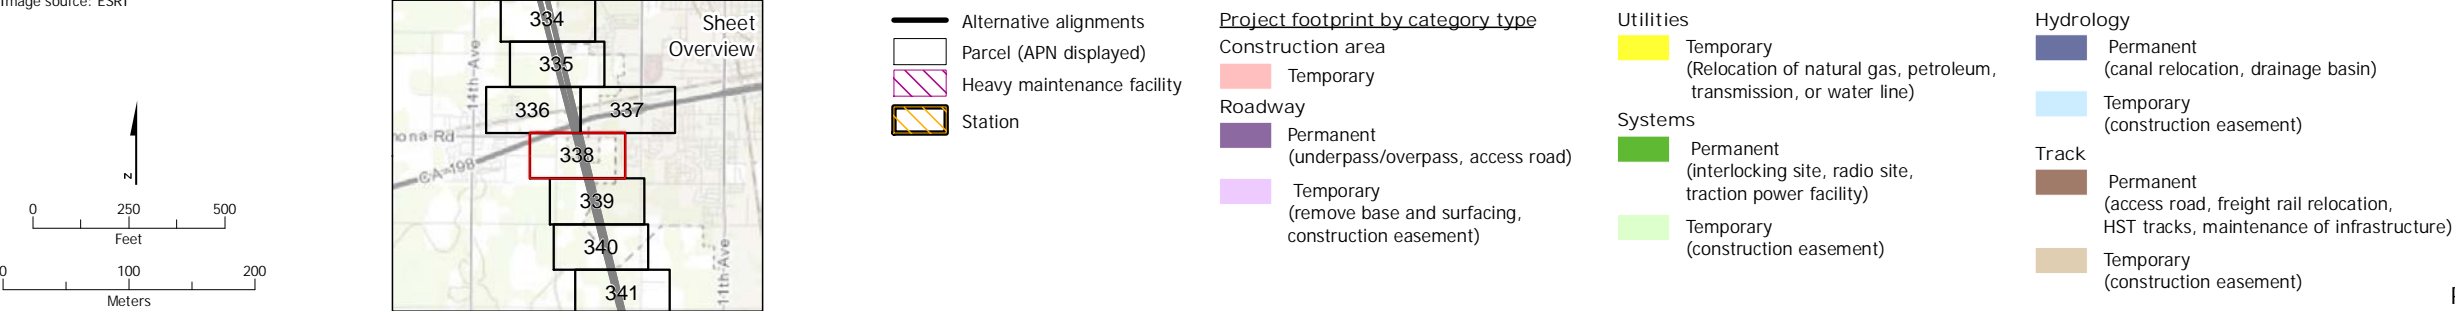 Image source: ESRI
N
0 250 500
Feet
0 100 200
Meters
Sheet
Overview
334
335
336
337
338
339
340
341
14th Ave
CA-198
11th Ave
Alternative alignments
Parcel (APN displayed)
Heavy maintenance facility
Station
Project footprint by category type
Construction area
Temporary
Roadway
Permanent
(underpass/overpass, access road)
Temporary
(remove base and surfacing,
construction easement)
Utilities
Temporary
(Relocation of natural gas, petroleum,
transmission, or water line)
Systems
Permanent
(interlocking site, radio site,
traction power facility)
Temporary
(construction easement)
Hydrology
Permanent
(canal relocation, drainage basin)
Temporary
(construction easement)
Track
Permanent
(access road, freight rail relocation,
HST tracks, maintenance of infrastructure)
Temporary
(construction easement)